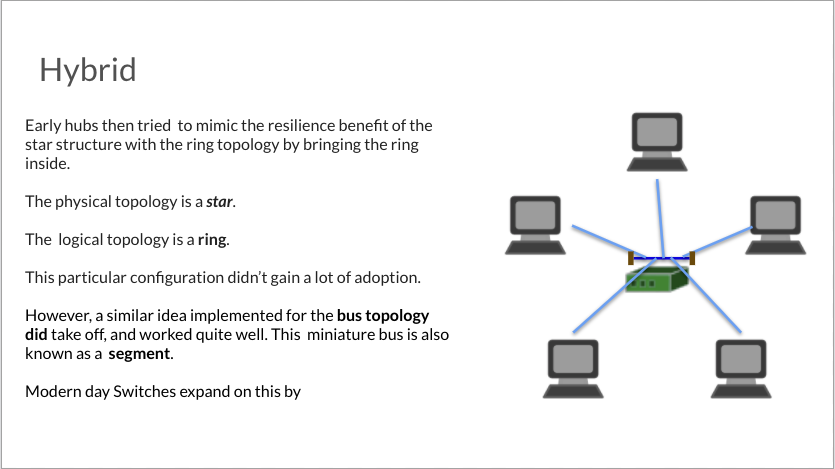 Hybrid
Early hubs then tried  to mimic the resilience benefit of the
star structure with the ring topology by bringing the ring
inside.
The physical topology is a star.
The  logical topology is a ring.
This particular configuration didn’t gain a lot of adoption.
However, a similar idea implemented for the bus topology
did take off, and worked quite well. This  miniature bus is also
known as a  segment.
Modern day Switches expand on this by